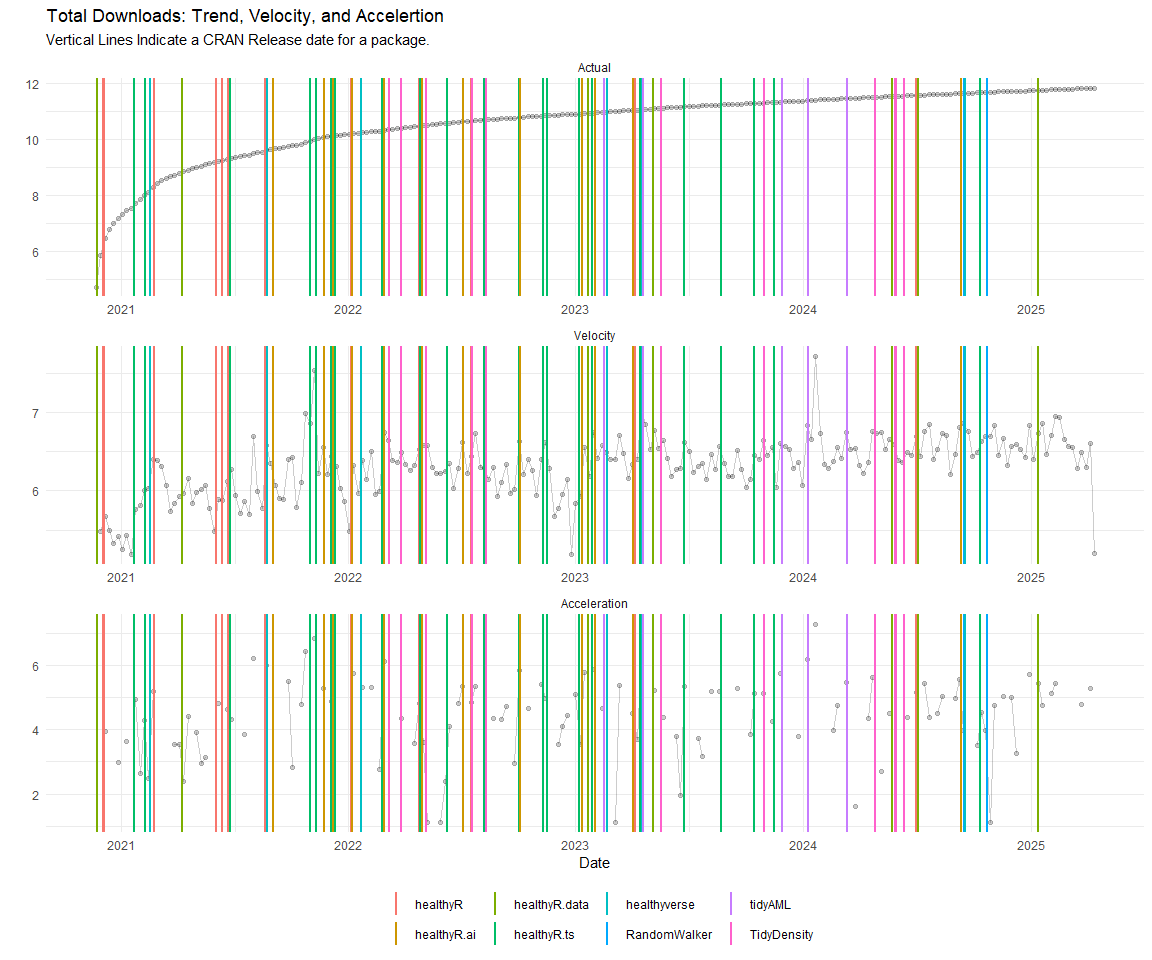 Total Downloads: Trend, Velocity, and Accelertion
Vertical Lines Indicate a CRAN Release date for a package.
Actual
12
10
8
6
2021 2022 2023 2024 2025
Velocity
7
6
2021 2022 2023 2024 2025
Acceleration
6
4
2
2021 2022 2023 2024 2025
Date
healthyR healthyR.data healthyverse tidyAML
healthyR.ai healthyR.ts RandomWalker TidyDensity